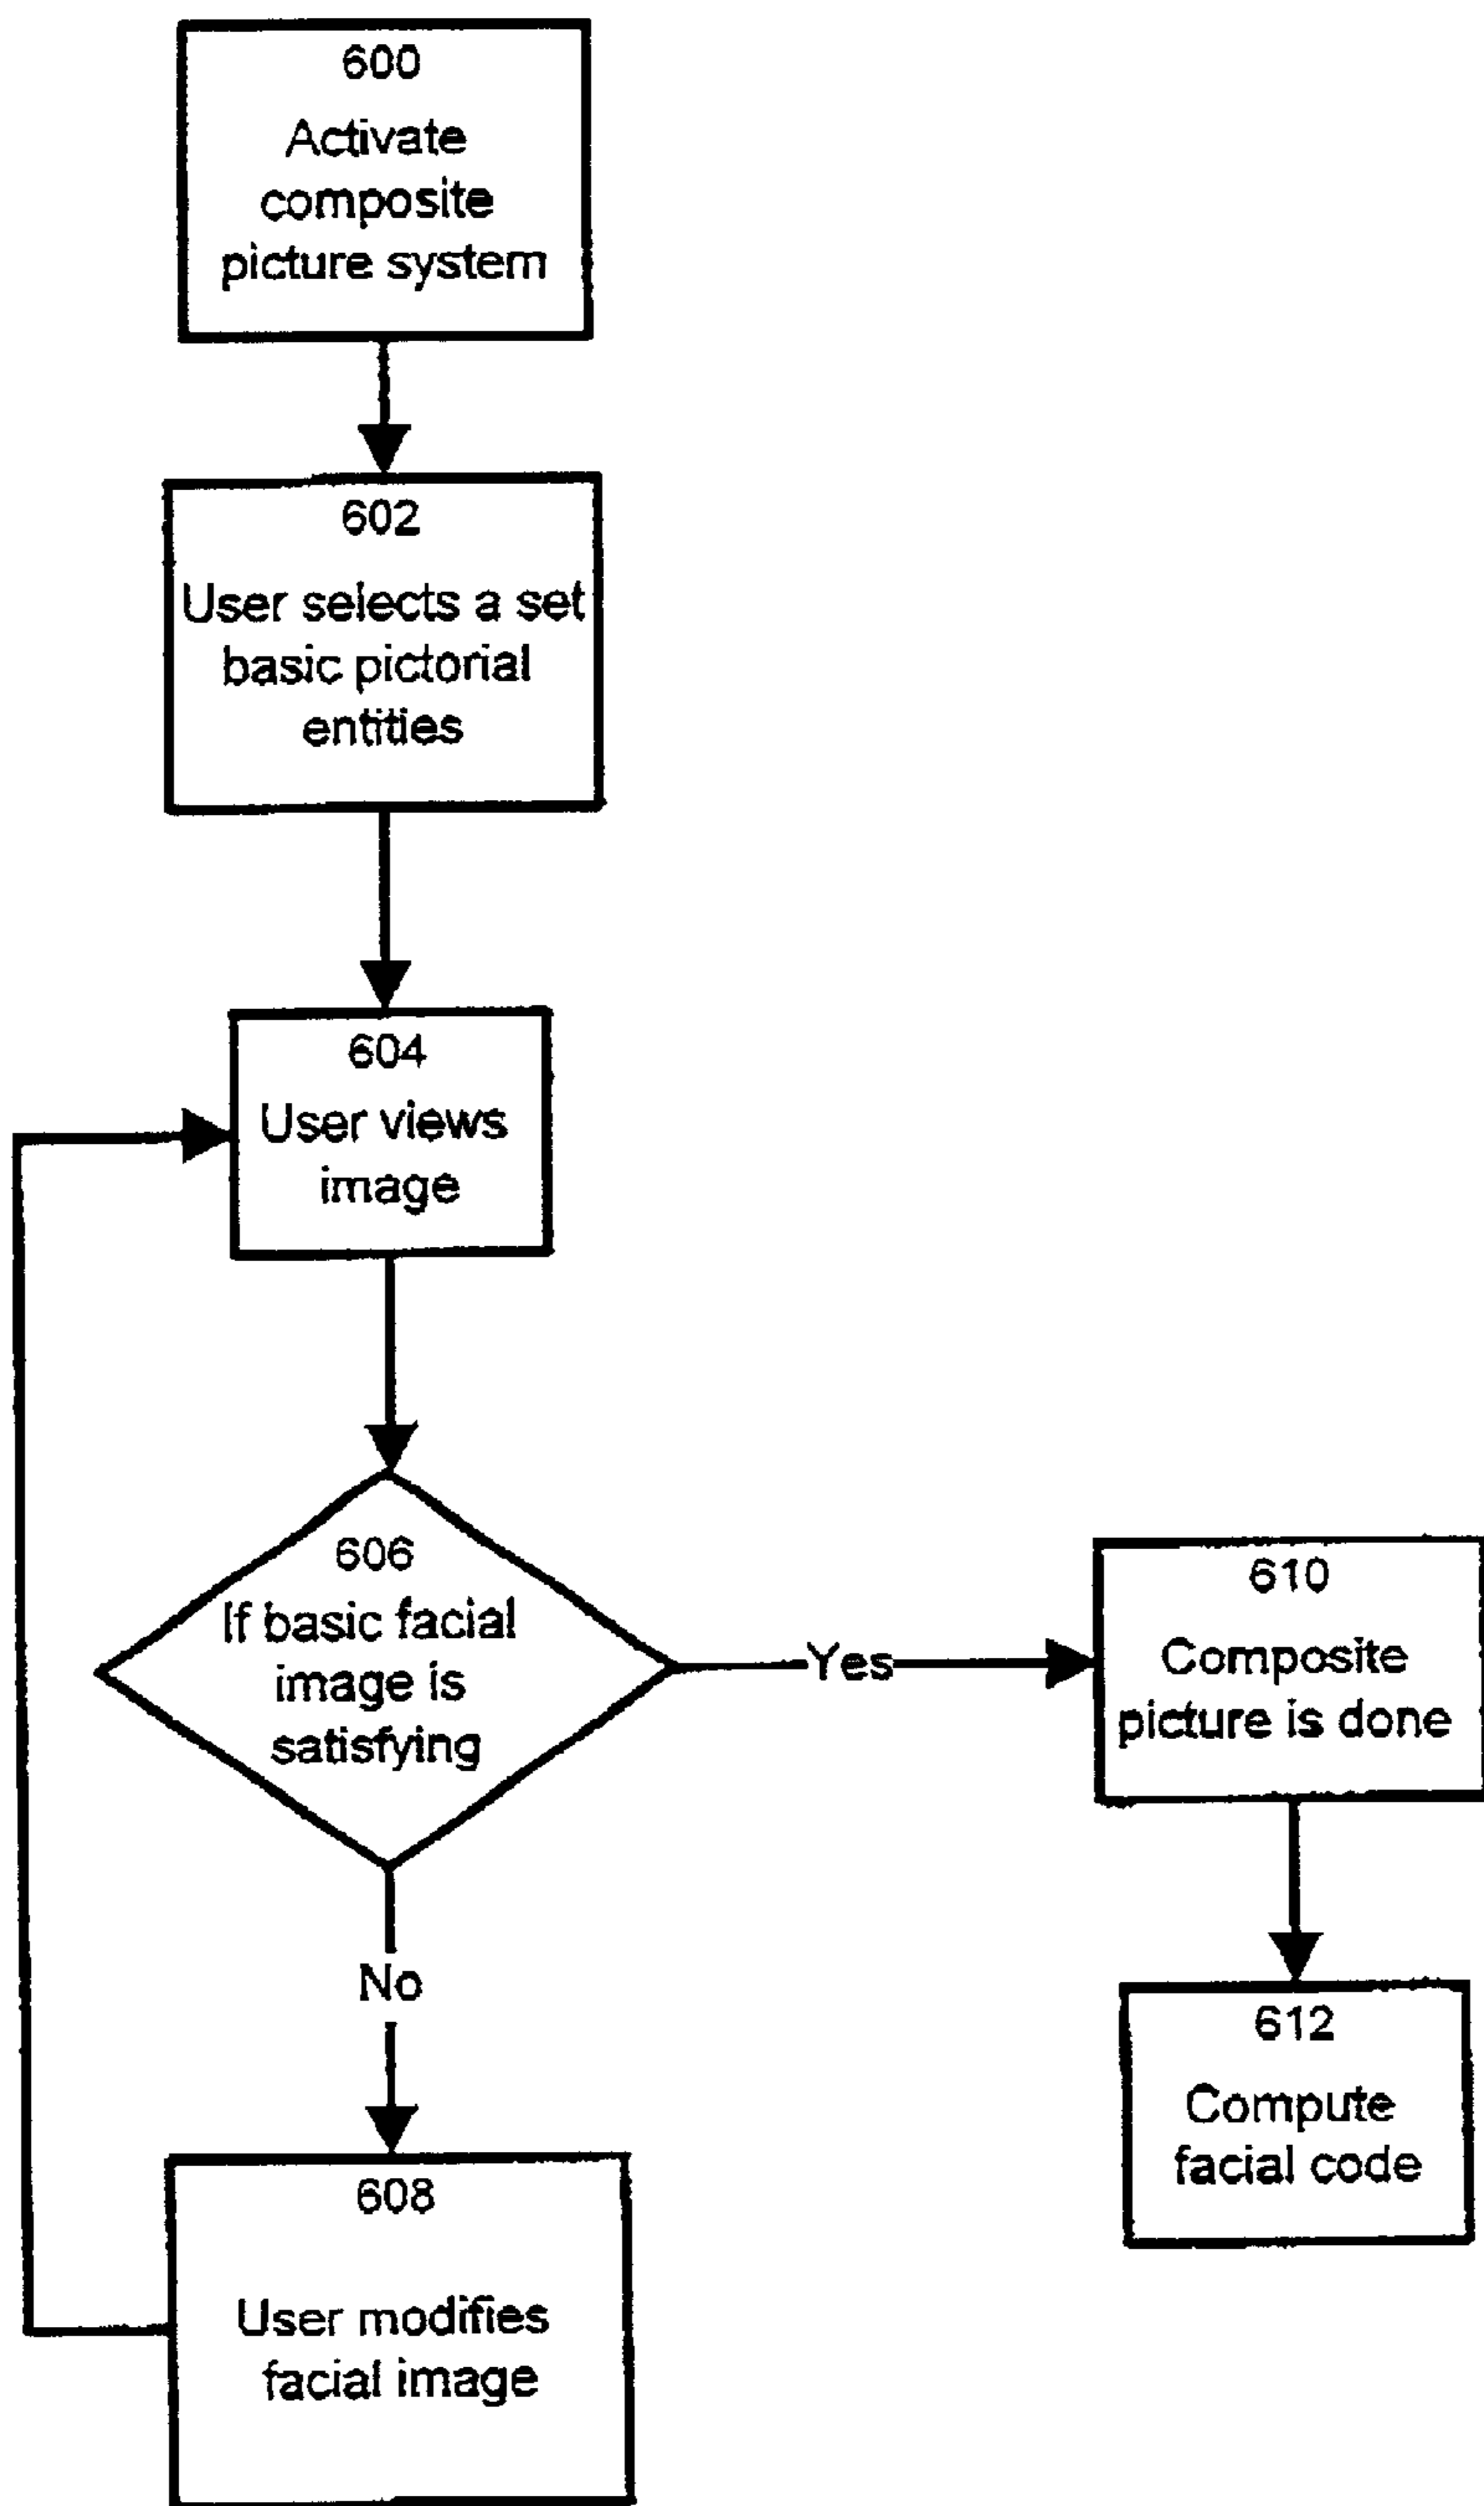 600
Activate
composite
picture system
602
User selects a set
basic pictorial
entities
604
User views
image
606
If basic facial
image is
satisfying
Yes
610
Composite
picture is done
No
612
Compute
facial code
608
User modifies
facial image